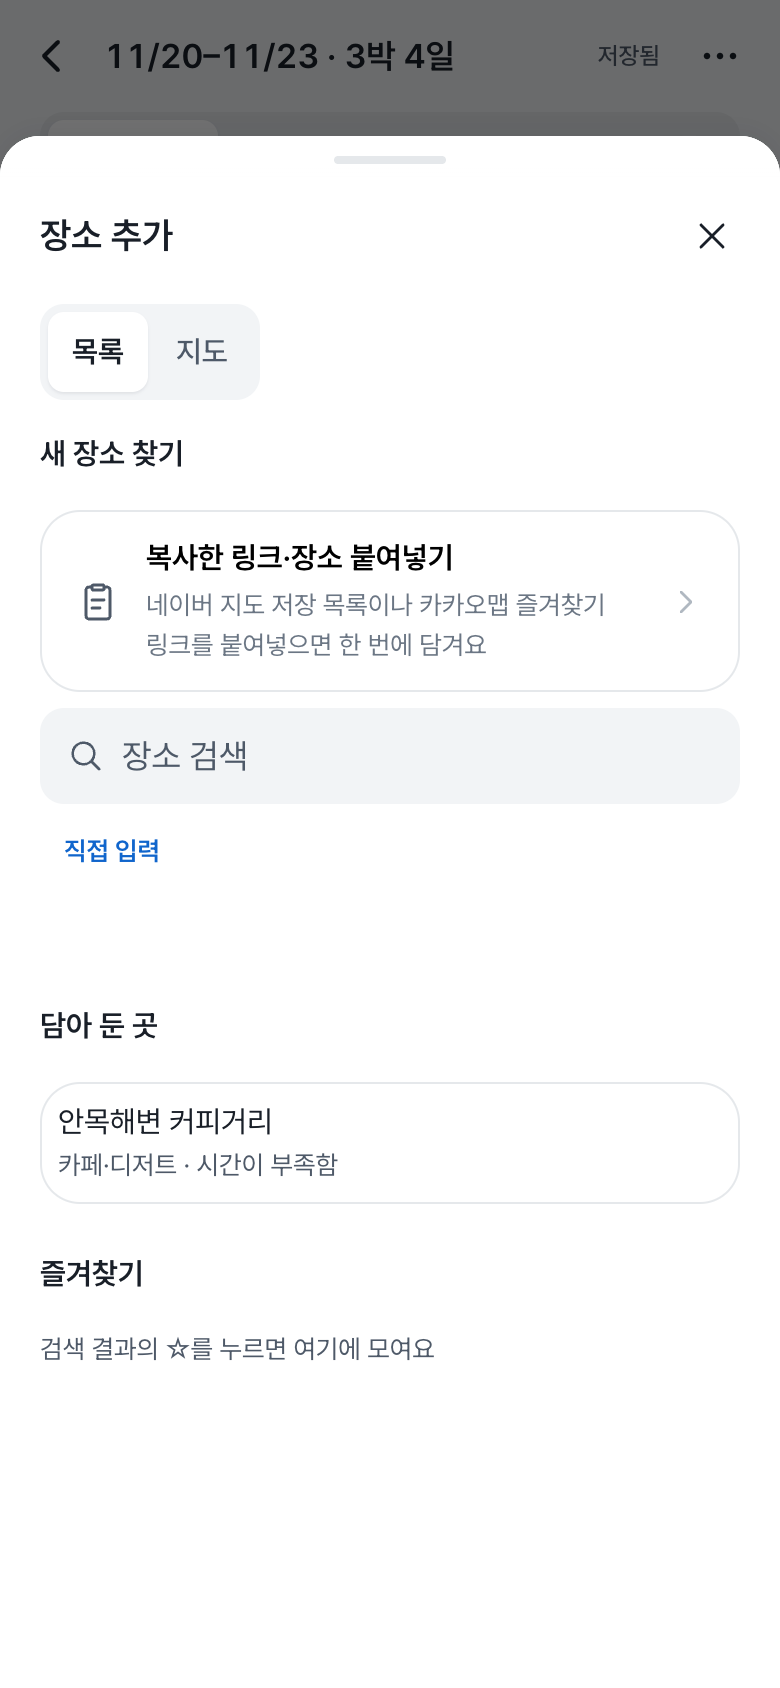 11/20–11/23 · 3박 4일
저장됨
장소 추가
목록
지도
새 장소 찾기
복사한 링크·장소 붙여넣기
네이버 지도 저장 목록이나 카카오맵 즐겨찾기
링크를 붙여넣으면 한 번에 담겨요
장소 검색
직접 입력
담아 둔 곳
안목해변 커피거리
카페·디저트 · 시간이 부족함
즐겨찾기
검색 결과의 ☆를 누르면 여기에 모여요